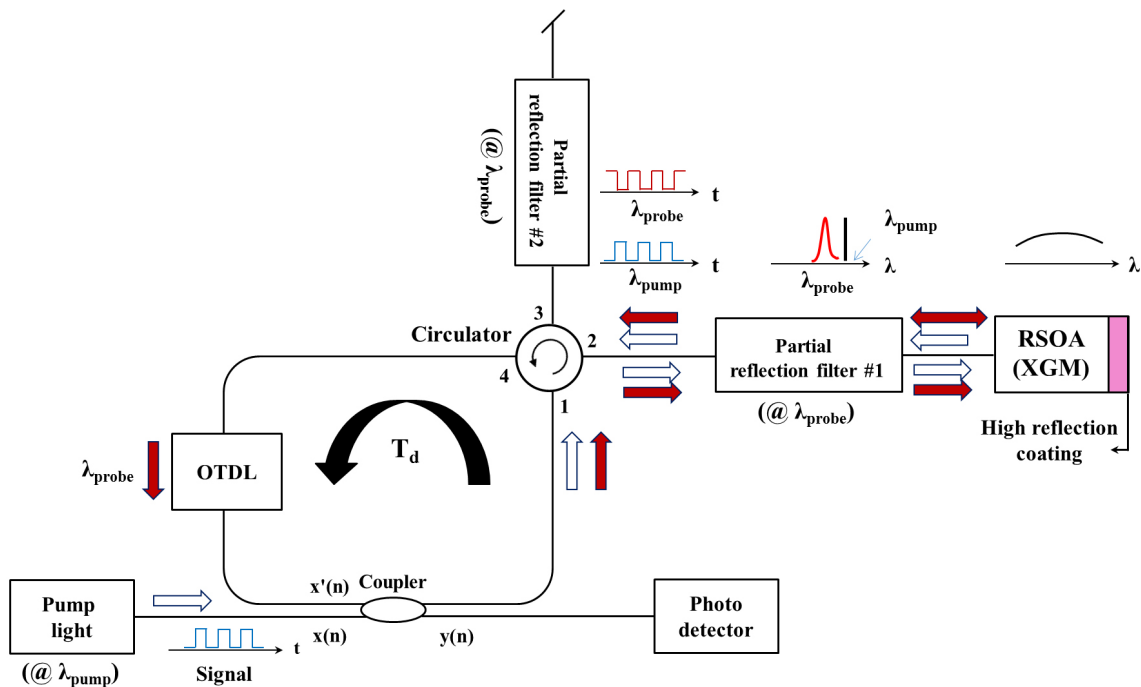 Partial
reflection filter #2
(@ λprobe)
λprobe
t
λpump
t
λpump
λprobe
λ
λ
Circulator
3
2
4
1
Partial
reflection filter #1
(@ λprobe)
RSOA
(XGM)
High reflection
coating
Td
λprobe
OTDL
x'(n)
Coupler
Pump
light
x(n)
y(n)
Photo
detector
t
(@ λpump)
Signal